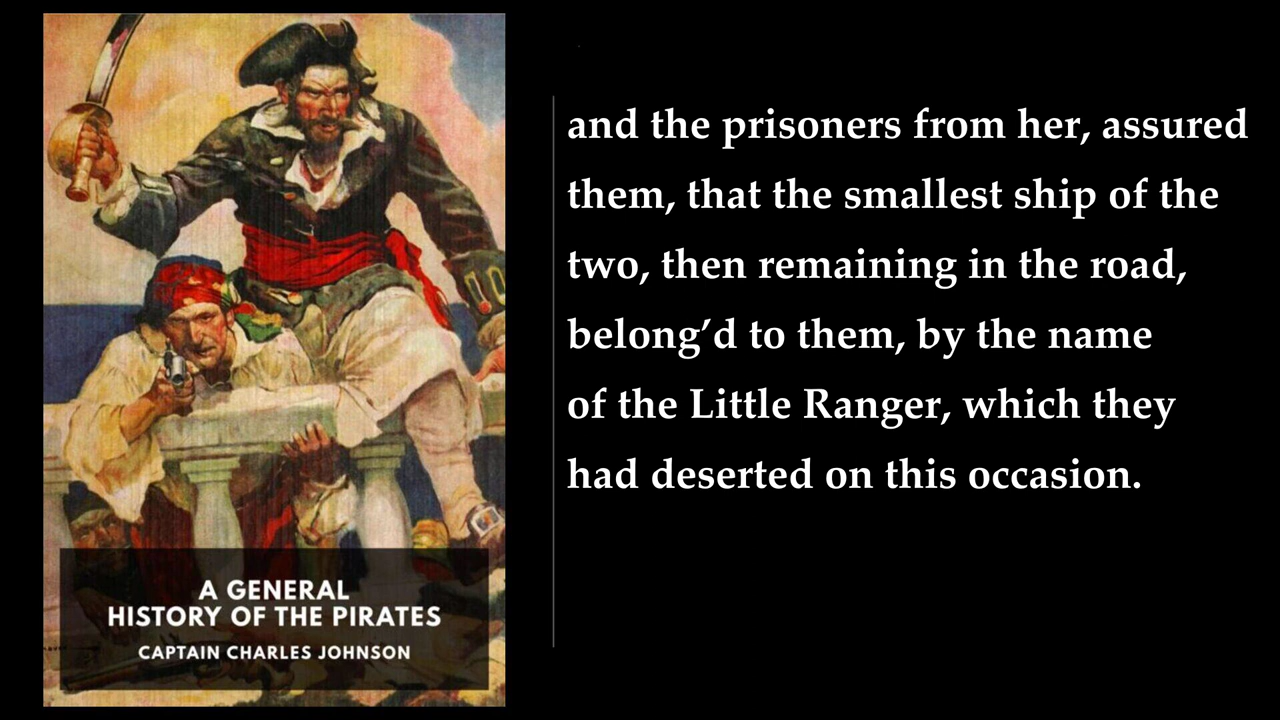 and the prisoners from her, assured
them, that the smallest ship of the
two, then remaining in the road,
belong’d to them, by the name
of the Little Ranger, which they
had deserted on this occasion.
A GENERAL
HISTORY OF THE PIRATES
CAPTAIN CHARLES JOHNSON